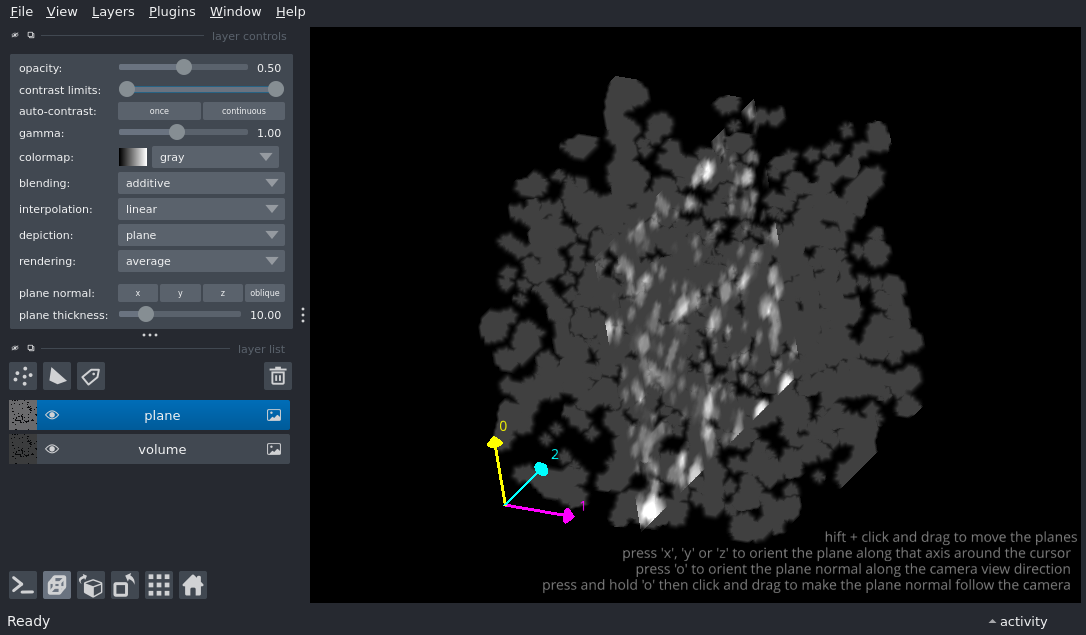 File View Layers Plugins Window Help
layer controls
opacity: 0.50
contrast limits:
auto-contrast: once continuous
gamma: 1.00
colormap: gray
blending: additive
interpolation: linear
depiction: plane
rendering: average
plane normal: x y z oblique
plane thickness: 10.00
layer list
plane
volume
0
2
1
hift + click and drag to move the planes
press 'x', 'y' or 'z' to orient the plane along that axis around the cursor
press 'o' to orient the plane normal along the camera view direction
press and hold 'o' then click and drag to make the plane normal follow the camera
Ready
activity